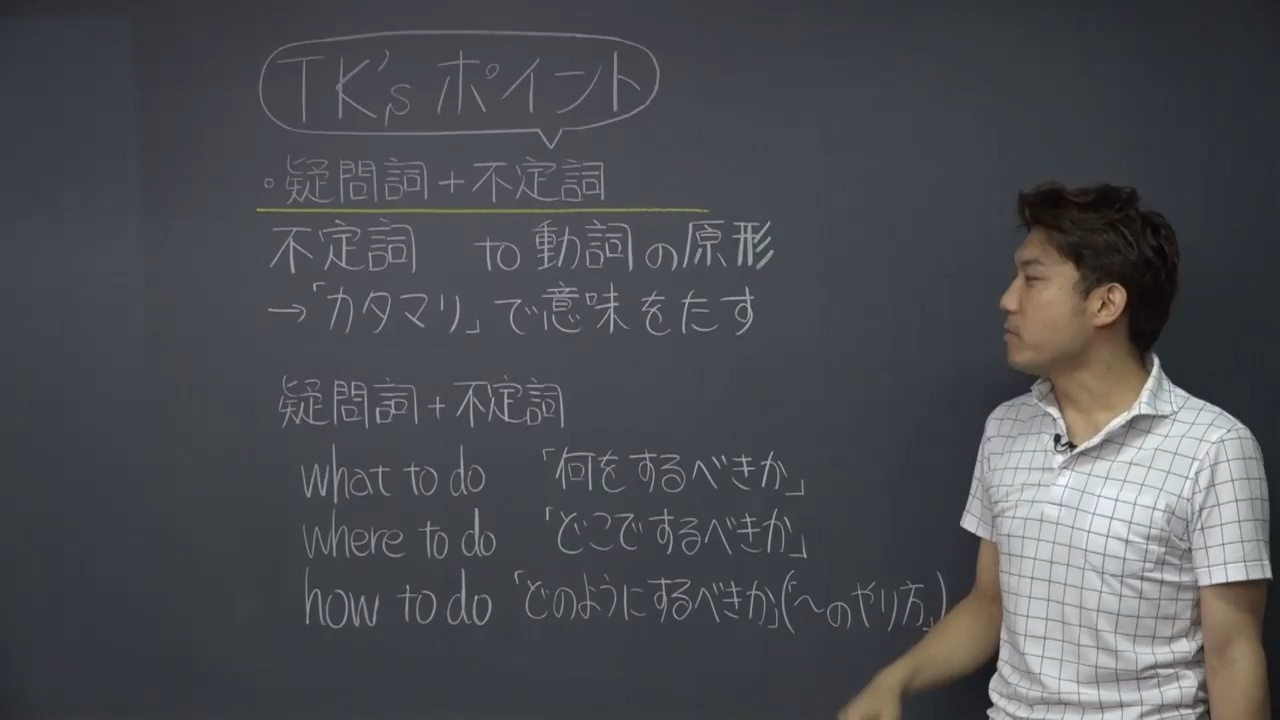 TK's ポイント
・疑問詞+不定詞
不定詞 to 動詞の原形
→「カタマリ」で意味をたす
疑問詞+不定詞
what to do 「何をするべきか」
where to do 「どこでするべきか」
how to do 「どのようにするべきか」(「~のやり方」)